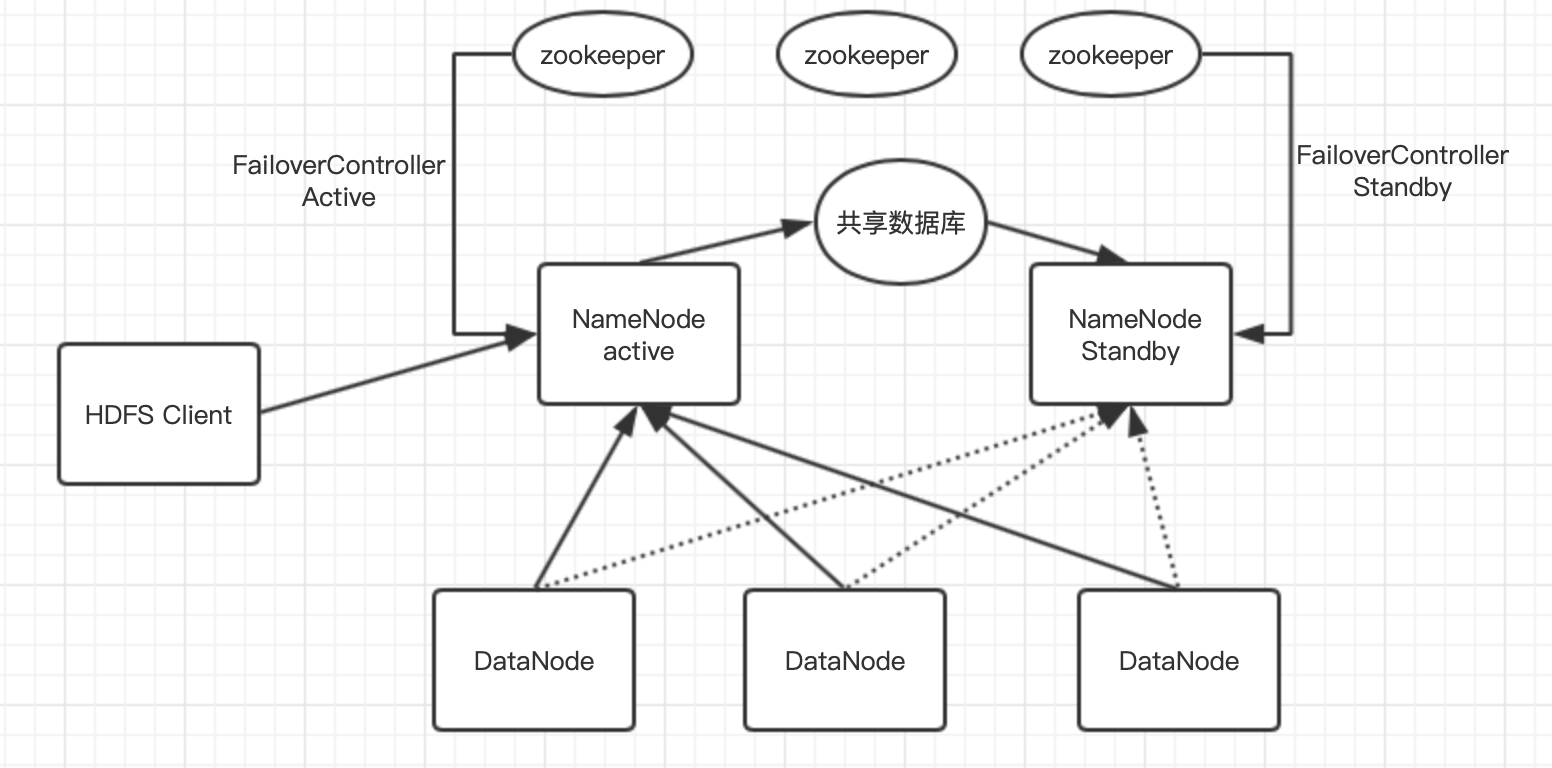 zookeeper
zookeeper
zookeeper
FailoverController
Active
FailoverController
Standby
共享数据库
NameNode
active
NameNode
Standby
HDFS Client
DataNode
DataNode
DataNode